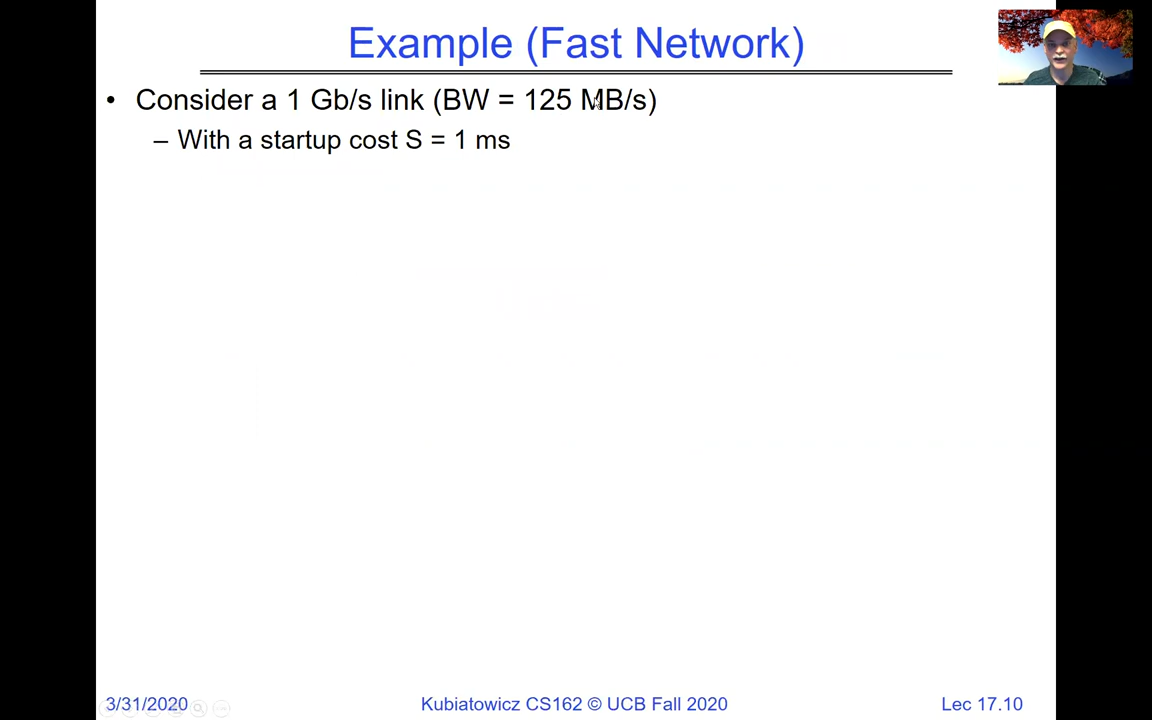 Example (Fast Network)
• Consider a 1 Gb/s link (BW = 125 MB/s)
– With a startup cost S = 1 ms
3/31/2020
Kubiatowicz CS162 © UCB Fall 2020
Lec 17.10